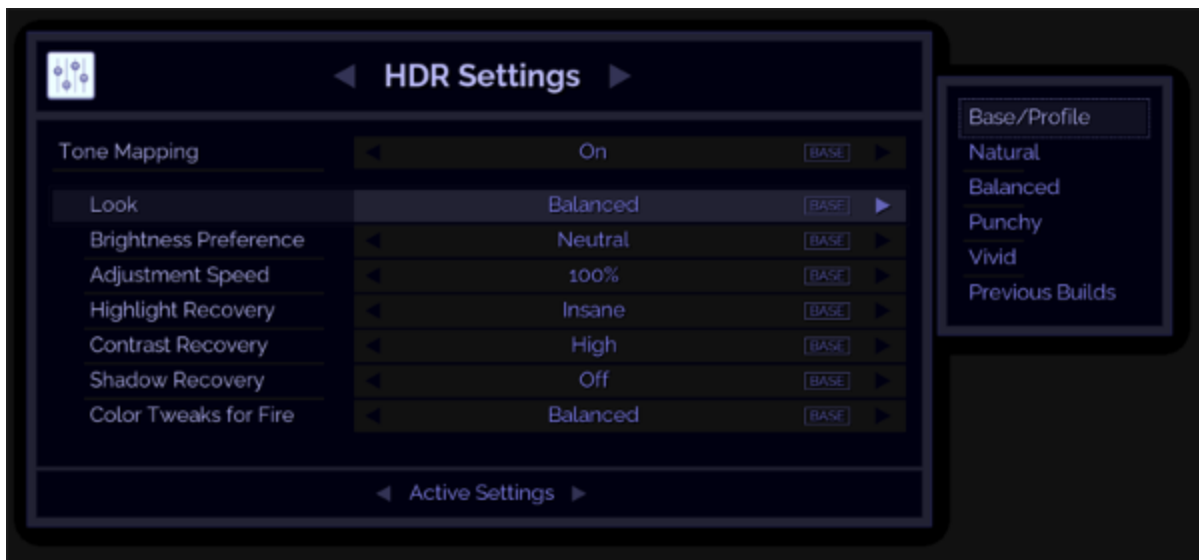 HDR Settings
Tone Mapping On BASE
Look Balanced BASE
Brightness Preference Neutral BASE
Adjustment Speed 100% BASE
Highlight Recovery Insane BASE
Contrast Recovery High BASE
Shadow Recovery Off BASE
Color Tweaks for Fire Balanced BASE
Active Settings
Base/Profile
Natural
Balanced
Punchy
Vivid
Previous Builds